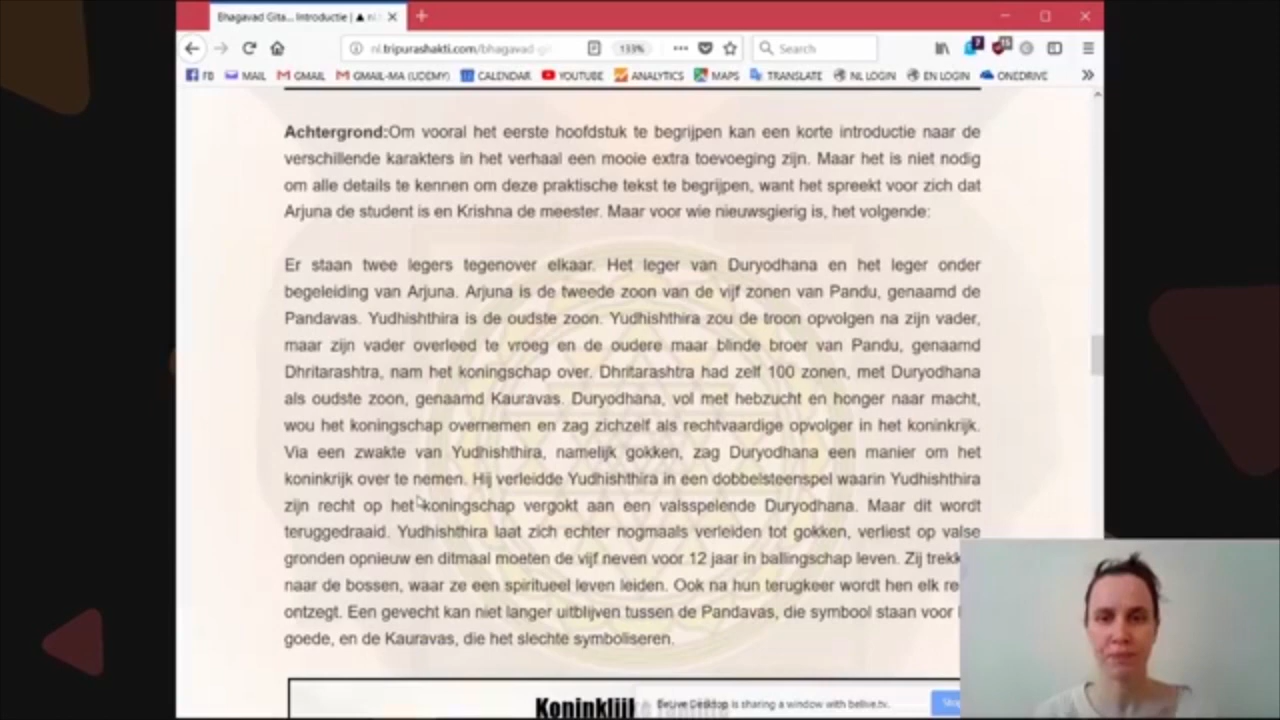 Bhagavad Gita... Introductie | ▲ nl.
nl.tripurashakti.com/bhagavad-gi
133%
Search
FB MAIL GMAIL GMAIL-MA (UDEMY) CALENDAR YOUTUBE ANALYTICS MAPS TRANSLATE NL LOGIN EN LOGIN ONEDRIVE
Achtergrond:Om vooral het eerste hoofdstuk te begrijpen kan een korte introductie naar de
verschillende karakters in het verhaal een mooie extra toevoeging zijn. Maar het is niet nodig
om alle details te kennen om deze praktische tekst te begrijpen, want het spreekt voor zich dat
Arjuna de student is en Krishna de meester. Maar voor wie nieuwsgierig is, het volgende:
Er staan twee legers tegenover elkaar. Het leger van Duryodhana en het leger onder
begeleiding van Arjuna. Arjuna is de tweede zoon van de vijf zonen van Pandu, genaamd de
Pandavas. Yudhishthira is de oudste zoon. Yudhishthira zou de troon opvolgen na zijn vader,
maar zijn vader overleed te vroeg en de oudere maar blinde broer van Pandu, genaamd
Dhritarashtra, nam het koningschap over. Dhritarashtra had zelf 100 zonen, met Duryodhana
als oudste zoon, genaamd Kauravas. Duryodhana, vol met hebzucht en honger naar macht,
wou het koningschap overnemen en zag zichzelf als rechtvaardige opvolger in het koninkrijk.
Via een zwakte van Yudhishthira, namelijk gokken, zag Duryodhana een manier om het
koninkrijk over te nemen. Hij verleidde Yudhishthira in een dobbelsteenspel waarin Yudhishthira
zijn recht op het koningschap vergokt aan een valsspelende Duryodhana. Maar dit wordt
teruggedraaid. Yudhishthira laat zich echter nogmaals verleiden tot gokken, verliest op valse
gronden opnieuw en ditmaal moeten de vijf neven voor 12 jaar in ballingschap leven. Zij trekk
naar de bossen, waar ze een spiritueel leven leiden. Ook na hun terugkeer wordt hen elk re
ontzegt. Een gevecht kan niet langer uitblijven tussen de Pandavas, die symbool staan voor
goede, en de Kauravas, die het slechte symboliseren.
Koninklijke familie
BeLive Desktop is sharing a window with belive.tv.